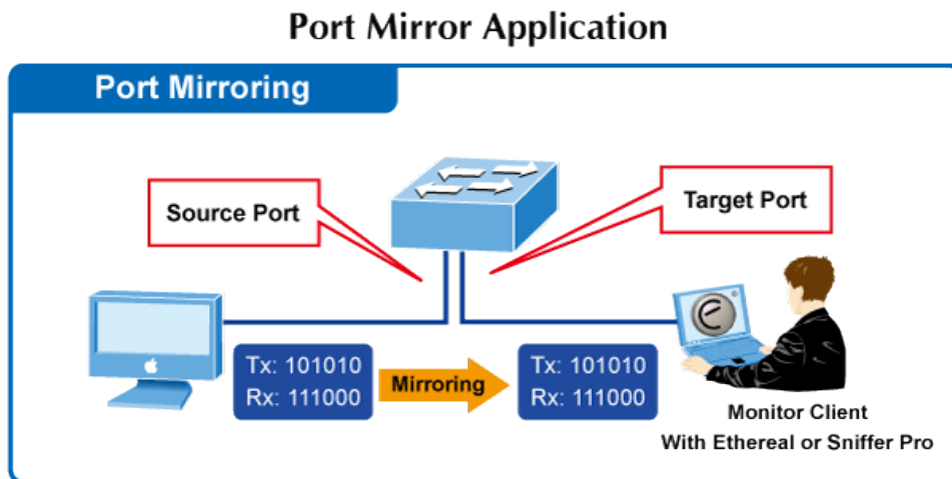 Port Mirror Application
Port Mirroring
Source Port
Target Port
Tx: 101010
Rx: 111000
Mirroring
Tx: 101010
Rx: 111000
Monitor Client
With Ethereal or Sniffer Pro